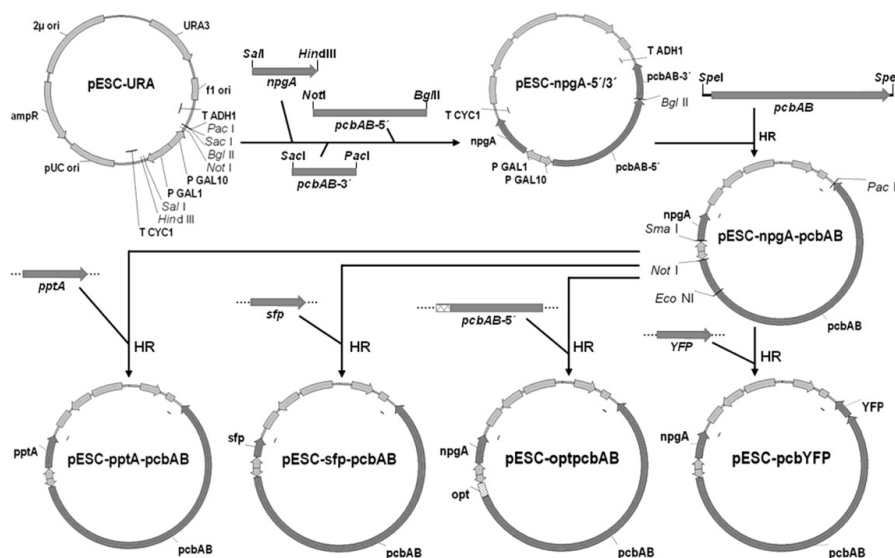 2µ ori
URA3
pESC-URA
f1 ori
ampR
T ADH1
Pac I
Sac I
Bgl II
Not I
pUC ori
P GAL10
P GAL1
Sal I
Hind III
T CYC1
SalI
HindIII
npgA
NotI
BglII
pcbAB-5´
SacI
PacI
pcbAB-3´
T ADH1
pESC-npgA-5´/3´
pcbAB-3´
Bgl II
T CYC1
npgA
P GAL1
P GAL10
pcbAB-5´
SpeI
Spe
pcbAB
HR
Pac I
npgA
pESC-npgA-pcbAB
Sma I
Not I
Eco NI
pcbAB
pptA
HR
sfp
HR
pcbAB-5´
HR
YFP
HR
pptA
pESC-pptA-pcbAB
pcbAB
sfp
pESC-sfp-pcbAB
pcbAB
npgA
pESC-optpcbAB
opt
pcbAB
YFP
npgA
pESC-pcbYFP
pcbAB